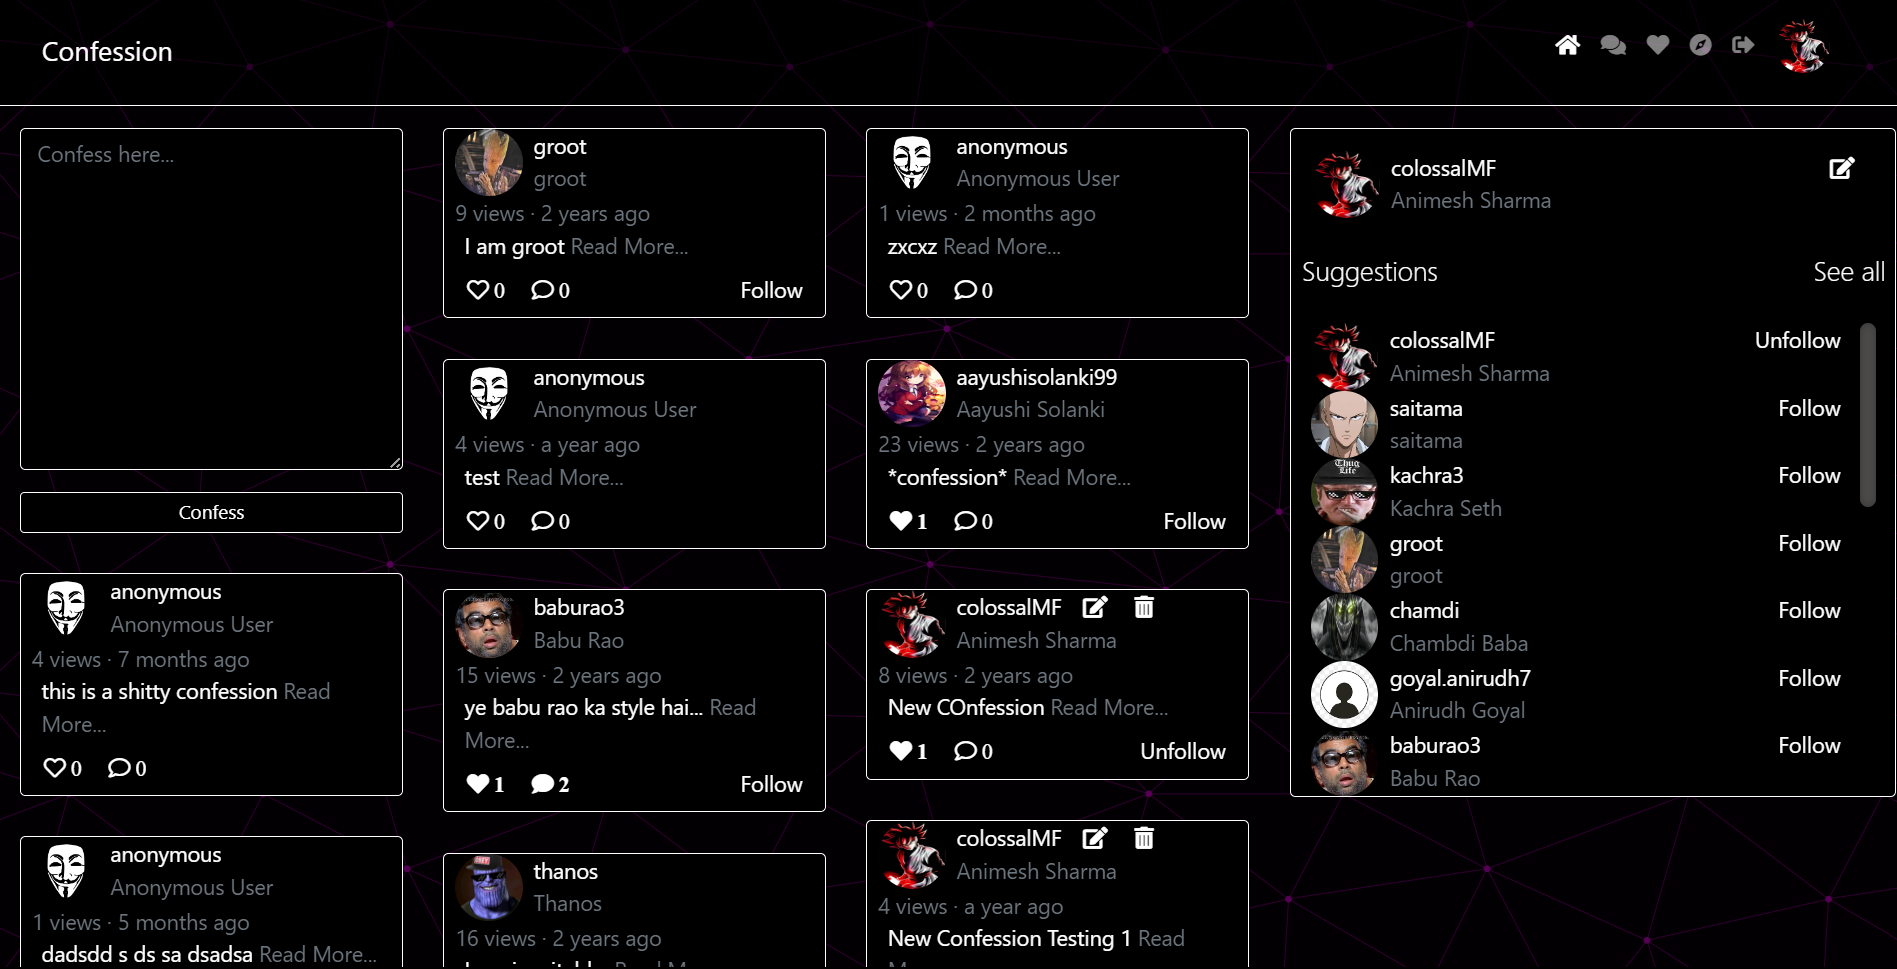 Confession
Confess here...
Confess
anonymous
Anonymous User
4 views · 7 months ago
this is a shitty confession Read
More...
0 0
anonymous
Anonymous User
1 views · 5 months ago
dadsdd s ds sa dsadsa Read More...
groot
groot
9 views · 2 years ago
I am groot Read More...
0 0 Follow
anonymous
Anonymous User
4 views · a year ago
test Read More...
0 0
baburao3
Babu Rao
15 views · 2 years ago
ye babu rao ka style hai... Read
More...
1 2 Follow
thanos
Thanos
16 views · 2 years ago
anonymous
Anonymous User
1 views · 2 months ago
zxcxz Read More...
0 0
aayushisolanki99
Aayushi Solanki
23 views · 2 years ago
*confession* Read More...
1 0 Follow
colossalMF
Animesh Sharma
8 views · 2 years ago
New COnfession Read More...
1 0 Unfollow
colossalMF
Animesh Sharma
4 views · a year ago
New Confession Testing 1 Read
colossalMF
Animesh Sharma
Suggestions See all
colossalMF Unfollow
Animesh Sharma
saitama Follow
saitama
Thug
Life
kachra3 Follow
Kachra Seth
groot Follow
groot
chamdi Follow
Chambdi Baba
goyal.anirudh7 Follow
Anirudh Goyal
baburao3 Follow
Babu Rao